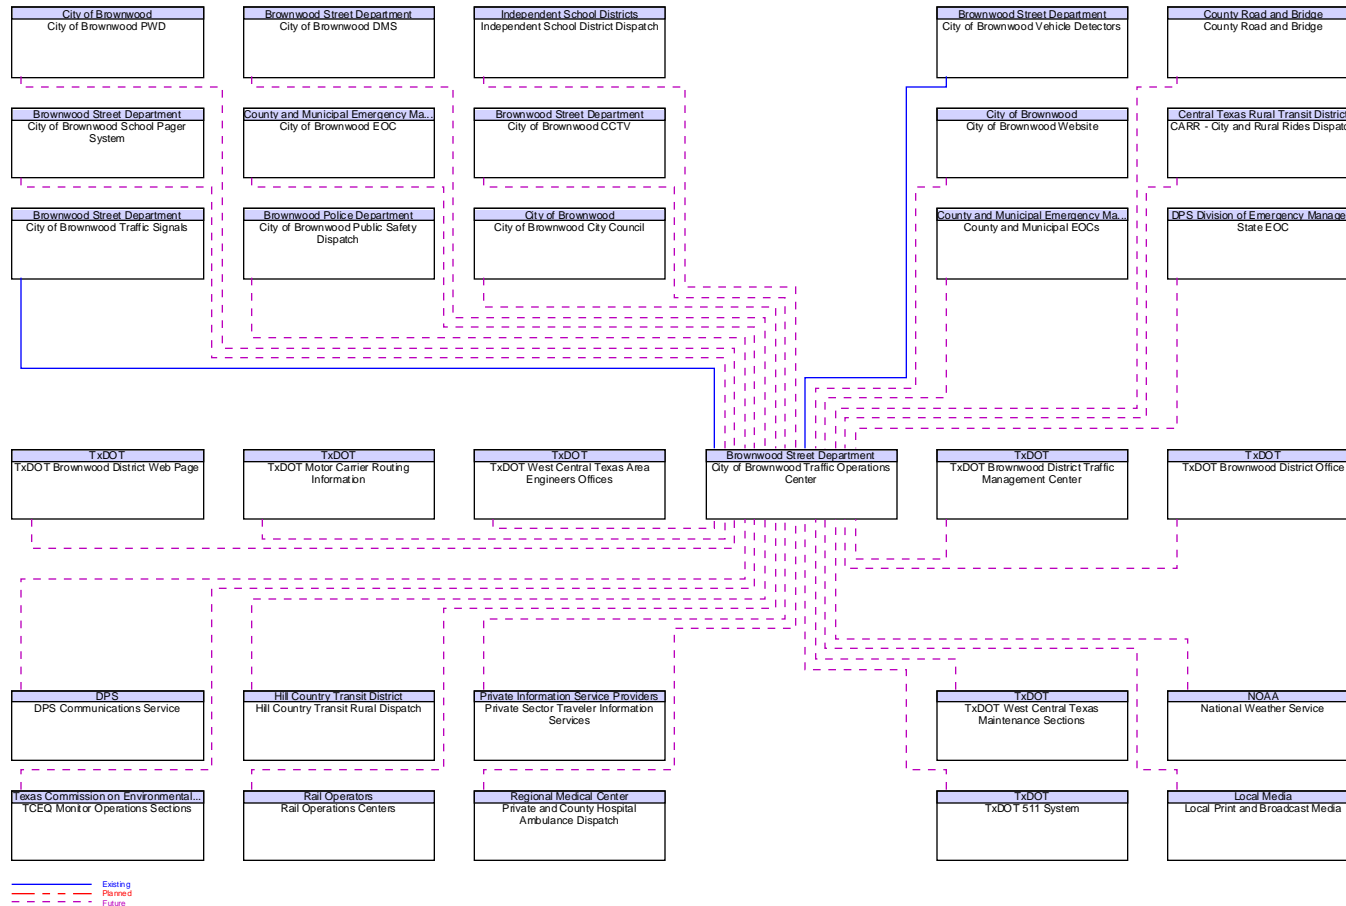 City of Brownwood
City of Brownwood PWD
Brownwood Street Department
City of Brownwood DMS
Independent School Districts
Independent School District Dispatch
Brownwood Street Department
City of Brownwood Vehicle Detectors
County Road and Bridge
County Road and Bridge
Brownwood Street Department
City of Brownwood School Pager
System
County and Municipal Emergency Ma...
City of Brownwood EOC
Brownwood Street Department
City of Brownwood CCTV
City of Brownwood
City of Brownwood Website
Central Texas Rural Transit District
CARR - City and Rural Rides Dispatc
Brownwood Street Department
City of Brownwood Traffic Signals
Brownwood Police Department
City of Brownwood Public Safety
Dispatch
City of Brownwood
City of Brownwood City Council
County and Municipal Emergency Ma...
County and Municipal EOCs
DPS Division of Emergency Manage
State EOC
TxDOT
TxDOT Brownwood District Web Page
TxDOT
TxDOT Motor Carrier Routing
Information
TxDOT
TxDOT West Central Texas Area
Engineers Offices
Brownwood Street Department
City of Brownwood Traffic Operations
Center
TxDOT
TxDOT Brownwood District Traffic
Management Center
TxDOT
TxDOT Brownwood District Office
DPS
DPS Communications Service
Hill Country Transit District
Hill Country Transit Rural Dispatch
Private Information Service Providers
Private Sector Traveler Information
Services
TxDOT
TxDOT West Central Texas
Maintenance Sections
NOAA
National Weather Service
Texas Commission on Environmental...
TCEQ Monitor Operations Sections
Rail Operators
Rail Operations Centers
Regional Medical Center
Private and County Hospital
Ambulance Dispatch
TxDOT
TxDOT 511 System
Local Media
Local Print and Broadcast Media
Existing
Planned
Future